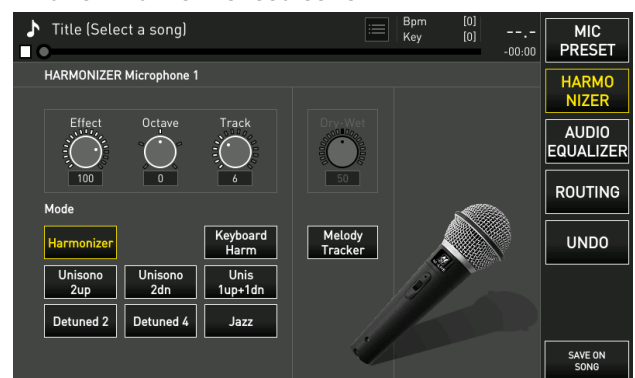 Title (Select a song)
Bpm [0]
Key [0]
--.-
-00:00
HARMONIZER Microphone 1
Effect Octave Track Dry-Wet
100 0 6 50
Mode
Harmonizer
Keyboard
Harm
Melody
Tracker
Unisono
2up
Unisono
2dn
Unis
1up+1dn
Detuned 2 Detuned 4 Jazz
MIC
PRESET
HARMO
NIZER
AUDIO
EQUALIZER
ROUTING
UNDO
SAVE ON
SONG